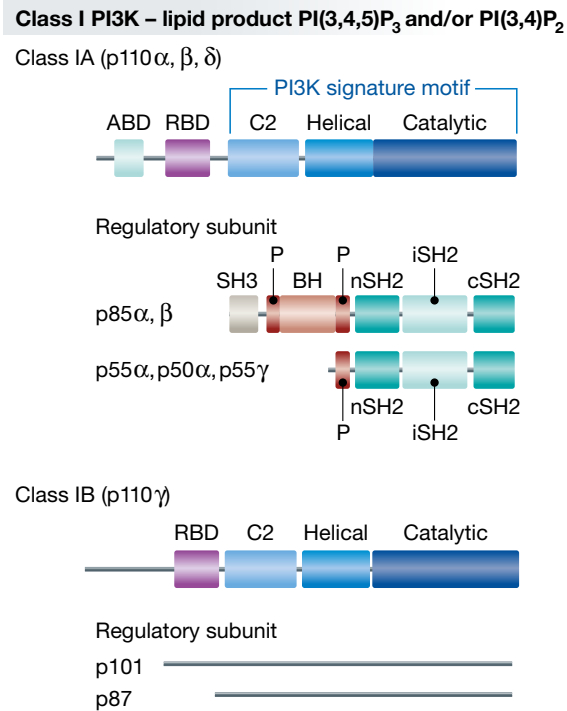 Class I PI3K – lipid product PI(3,4,5)P3 and/or PI(3,4)P2
Class IA (p110α, β, δ)
PI3K signature motif
ABD RBD C2 Helical Catalytic
Regulatory subunit
P P iSH2
SH3 BH nSH2 cSH2
p85α, β
p55α, p50α, p55γ
nSH2 cSH2
P iSH2
Class IB (p110γ)
RBD C2 Helical Catalytic
Regulatory subunit
p101
p87